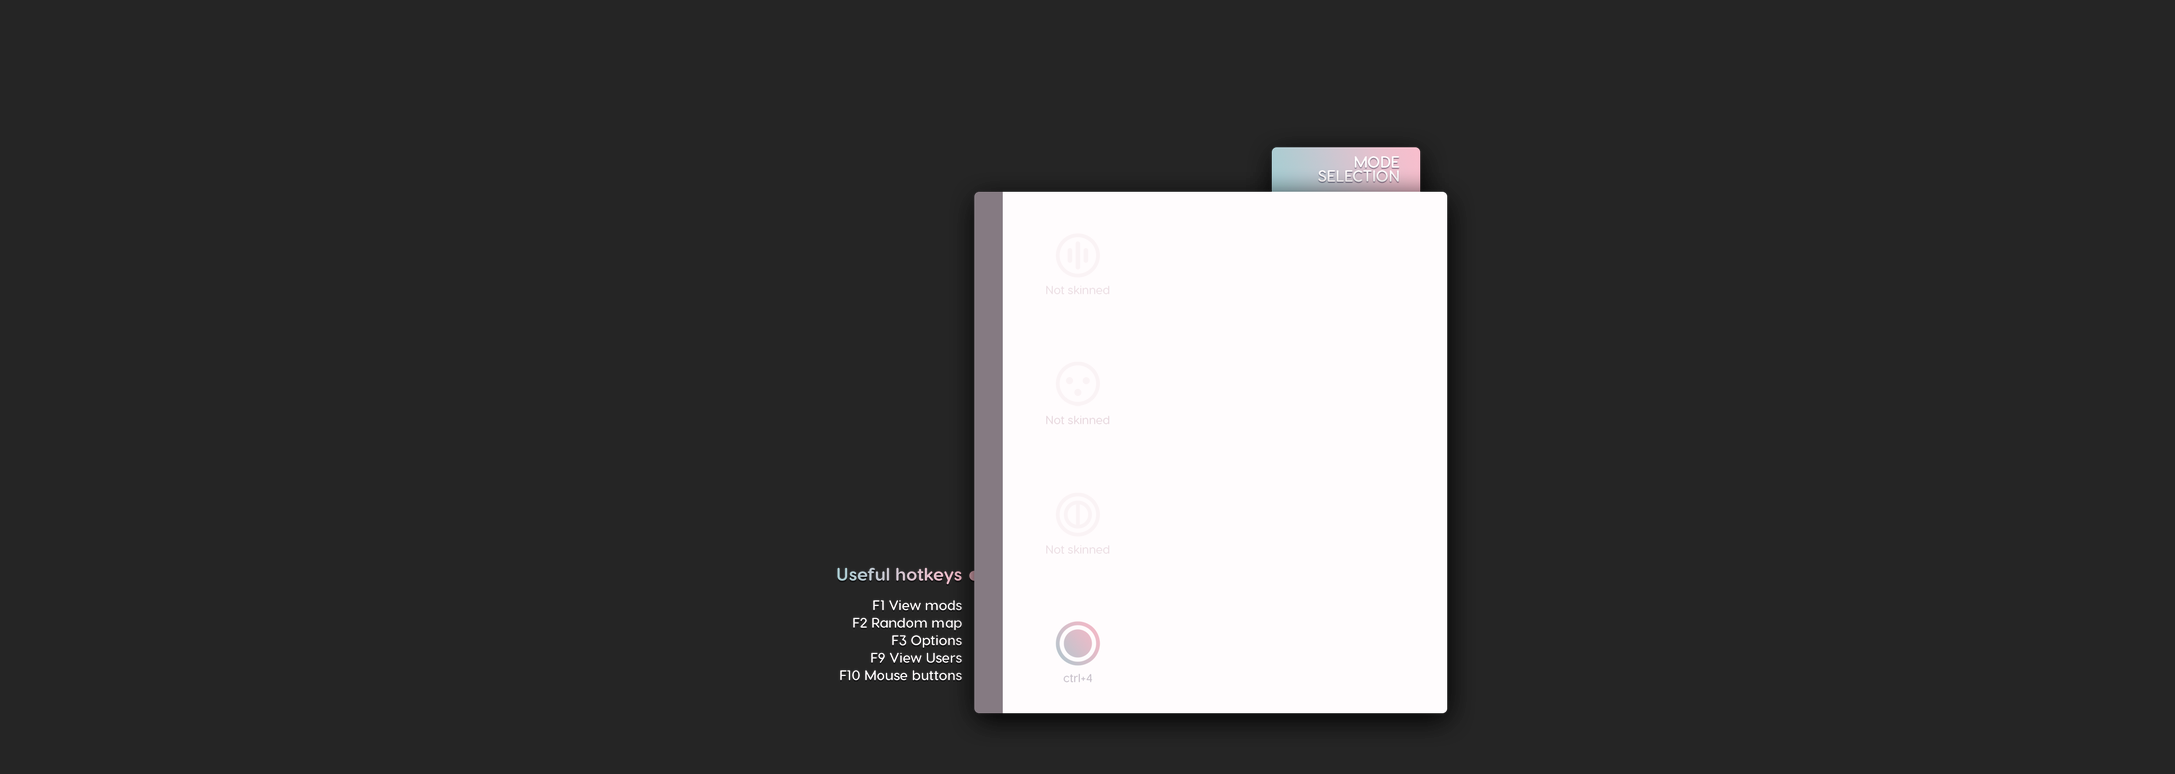 MODE
SELECTION
Not skinned
Not skinned
Not skinned
ctrl+4
Useful hotkeys
F1 View mods
F2 Random map
F3 Options
F9 View Users
F10 Mouse buttons